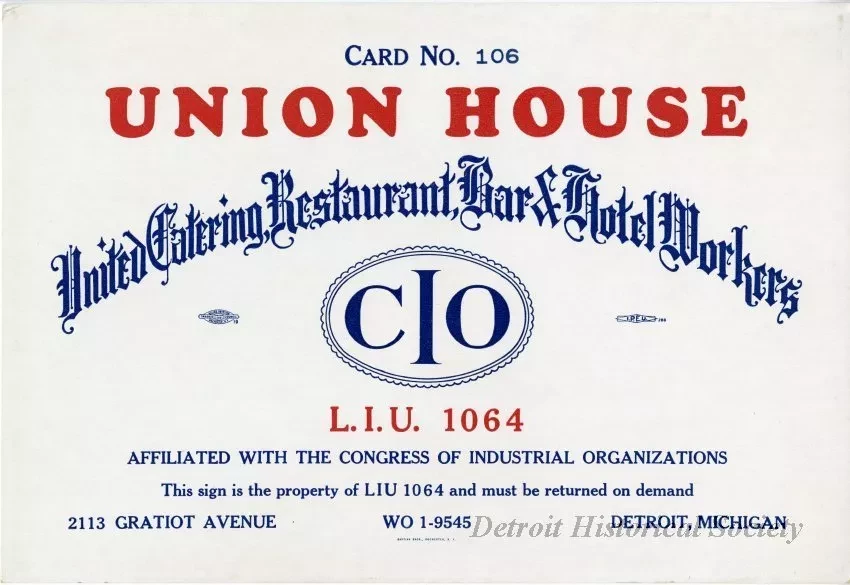 CARD NO. 106
UNION HOUSE
United Catering, Restaurant, Bar & Hotel Workers
CIO
L.I.U. 1064
AFFILIATED WITH THE CONGRESS OF INDUSTRIAL ORGANIZATIONS
This sign is the property of LIU 1064 and must be returned on demand
2113 GRATIOT AVENUE WO 1-9545 DETROIT, MICHIGAN
Detroit Historical Society